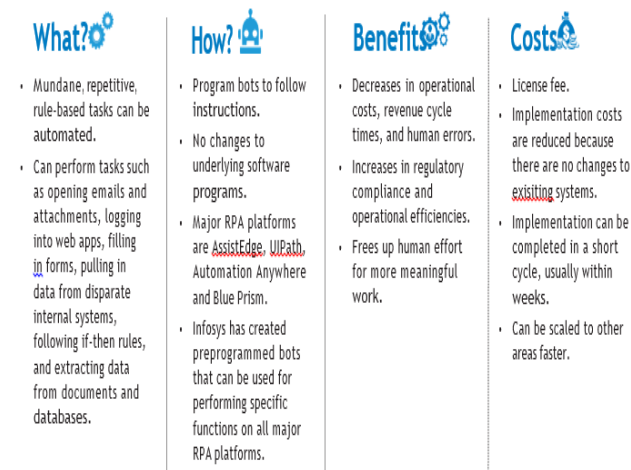 What?
• Mundane, repetitive,
rule-based tasks can be
automated.
• Can perform tasks such
as opening emails and
attachments, logging
into web apps, filling
in forms, pulling in
data from disparate
internal systems,
following if-then rules,
and extracting data
from documents and
databases.
How?
• Program bots to follow
instructions.
• No changes to
underlying software
programs.
• Major RPA platforms
are AssistEdge, UIPath,
Automation Anywhere
and Blue Prism.
• Infosys has created
preprogrammed bots
that can be used for
performing specific
functions on all major
RPA platforms.
Benefits
• Decreases in operational
costs, revenue cycle
times, and human errors.
• Increases in regulatory
compliance and
operational efficiencies.
• Frees up human effort
for more meaningful
work.
Costs
• License fee.
• Implementation costs
are reduced because
there are no changes to
exisiting systems.
• Implementation can be
completed in a short
cycle, usually within
weeks.
• Can be scaled to other
areas faster.